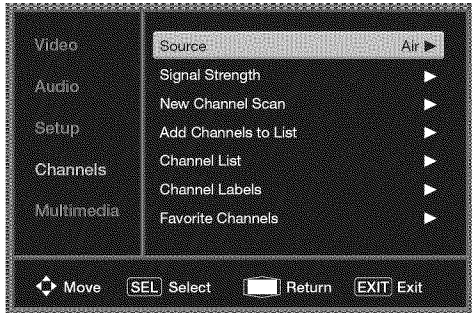 Video
Audio
Setup
Channels
Multimedia
Source Air
Signal Strength
New Channel Scan
Add Channels to List
Channel List
Channel Labels
Favorite Channels
Move SEL Select Return EXIT Exit